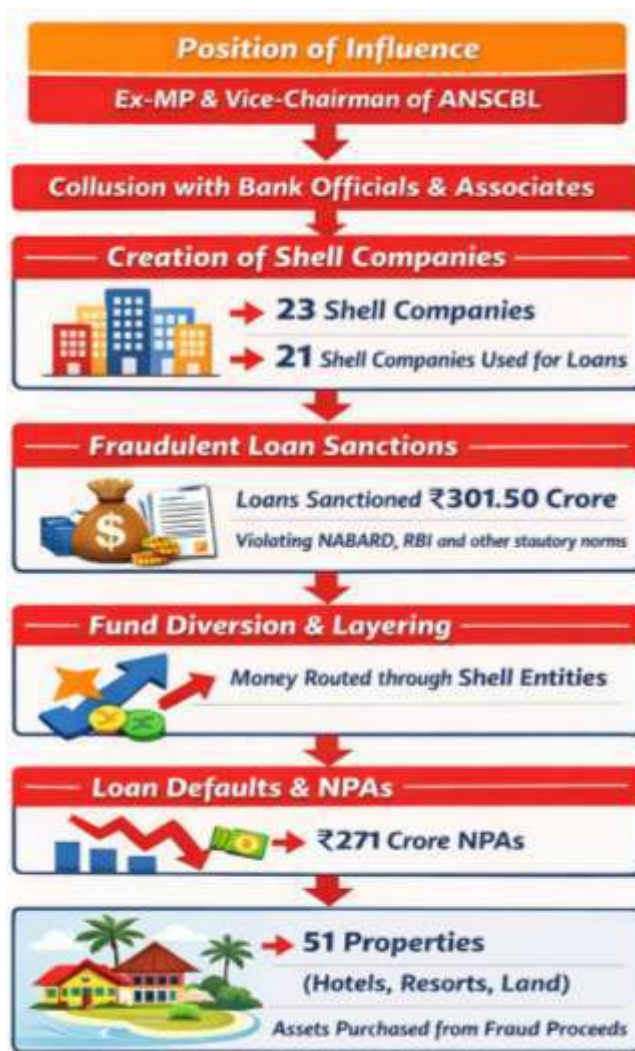 Position of Influence
Ex-MP & Vice-Chairman of ANSCBL
Collusion with Bank Officials & Associates
Creation of Shell Companies
23 Shell Companies
21 Shell Companies Used for Loans
Fraudulent Loan Sanctions
Loans Sanctioned ₹301.50 Crore
Violating NABARD, RBI and other stautory norms
$
Fund Diversion & Layering
Money Routed through Shell Entities
Loan Defaults & NPAs
₹271 Crore NPAs
51 Properties
(Hotels, Resorts, Land)
Assets Purchased from Fraud Proceeds